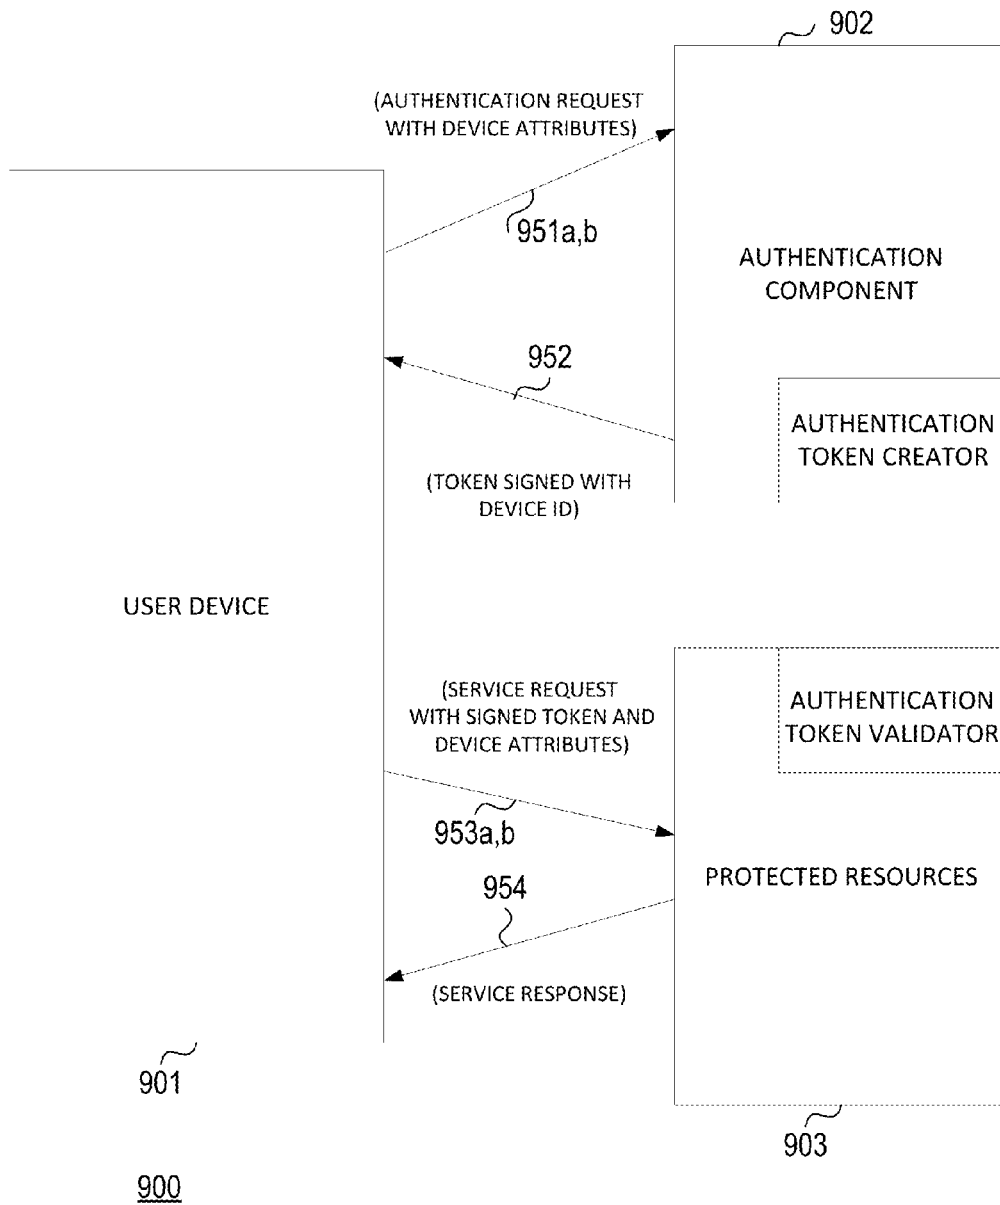 902
(AUTHENTICATION REQUEST
WITH DEVICE ATTRIBUTES)
951a,b
AUTHENTICATION
COMPONENT
952
AUTHENTICATION
TOKEN CREATOR
(TOKEN SIGNED WITH
DEVICE ID)
USER DEVICE
(SERVICE REQUEST
WITH SIGNED TOKEN AND
DEVICE ATTRIBUTES)
AUTHENTICATION
TOKEN VALIDATOR
953a,b
PROTECTED RESOURCES
954
(SERVICE RESPONSE)
901
903
900